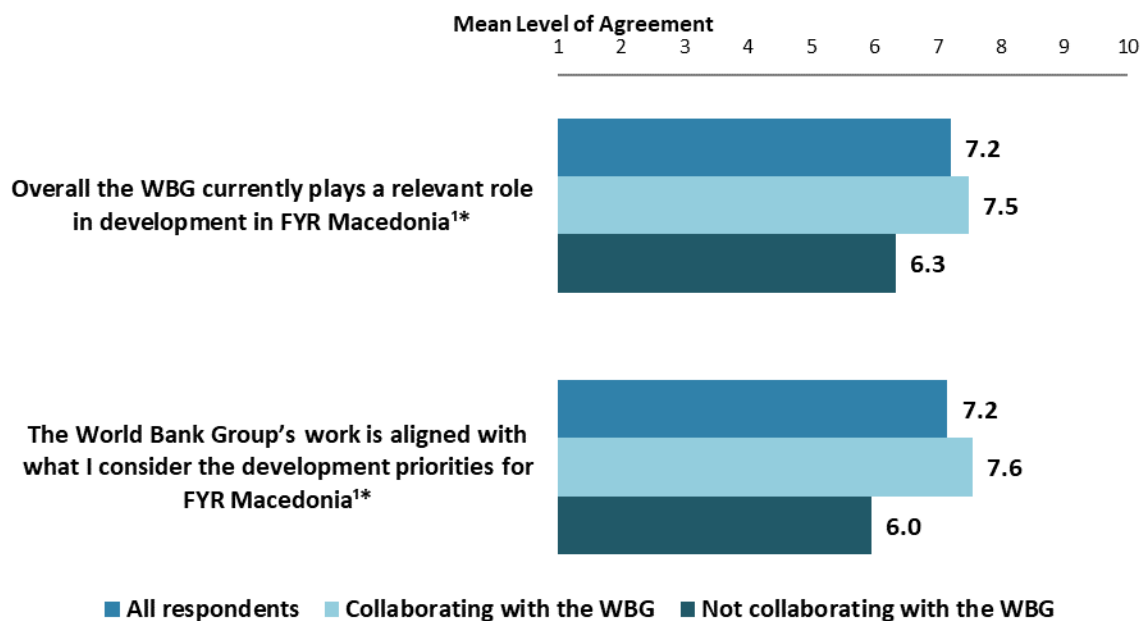 Mean Level of Agreement
1 2 3 4 5 6 7 8 9 10
Overall the WBG currently plays a relevant role
in development in FYR Macedonia¹*
7.2
7.5
6.3
The World Bank Group’s work is aligned with
what I consider the development priorities for
FYR Macedonia¹*
7.2
7.6
6.0
All respondents Collaborating with the WBG Not collaborating with the WBG